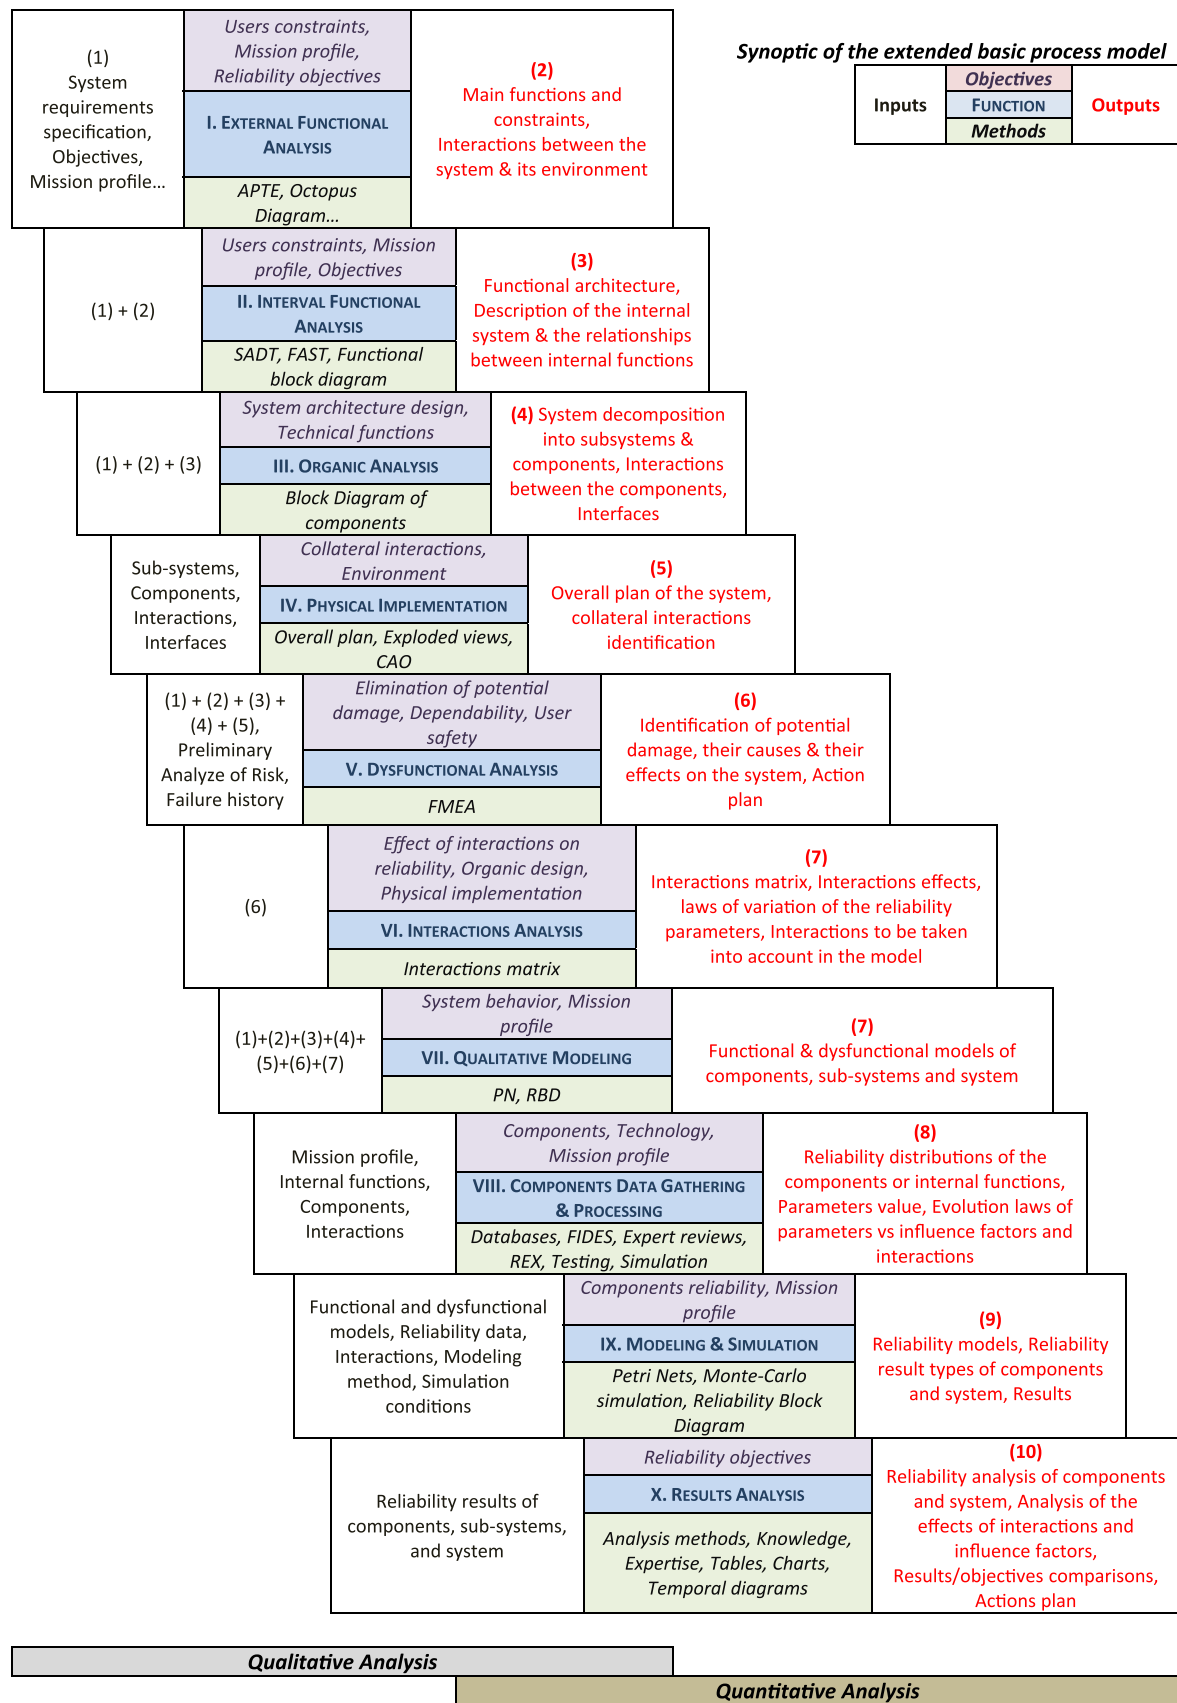 Synoptic of the extended basic process model
Inputs
Objectives
FUNCTION
Methods
Outputs
(1)
System
requirements
specification,
Objectives,
Mission profile...
Users constraints,
Mission profile,
Reliability objectives
I. EXTERNAL FUNCTIONAL
ANALYSIS
APTE, Octopus
Diagram...
(2)
Main functions and
constraints,
Interactions between the
system & its environment
(1) + (2)
Users constraints, Mission
profile, Objectives
II. INTERVAL FUNCTIONAL
ANALYSIS
SADT, FAST, Functional
block diagram
(3)
Functional architecture,
Description of the internal
system & the relationships
between internal functions
(1) + (2) + (3)
System architecture design,
Technical functions
III. ORGANIC ANALYSIS
Block Diagram of
components
(4) System decomposition
into subsystems &
components, Interactions
between the components,
Interfaces
Sub-systems,
Components,
Interactions,
Interfaces
Collateral interactions,
Environment
IV. PHYSICAL IMPLEMENTATION
Overall plan, Exploded views,
CAO
(5)
Overall plan of the system,
collateral interactions
identification
(1) + (2) + (3) +
(4) + (5),
Preliminary
Analyze of Risk,
Failure history
Elimination of potential
damage, Dependability, User
safety
V. DYSFUNCTIONAL ANALYSIS
FMEA
(6)
Identification of potential
damage, their causes & their
effects on the system, Action
plan
(6)
Effect of interactions on
reliability, Organic design,
Physical implementation
VI. INTERACTIONS ANALYSIS
Interactions matrix
(7)
Interactions matrix, Interactions effects,
laws of variation of the reliability
parameters, Interactions to be taken
into account in the model
(1)+(2)+(3)+(4)+
(5)+(6)+(7)
System behavior, Mission
profile
VII. QUALITATIVE MODELING
PN, RBD
(7)
Functional & dysfunctional models of
components, sub-systems and system
Mission profile,
Internal functions,
Components,
Interactions
Components, Technology,
Mission profile
VIII. COMPONENTS DATA GATHERING
& PROCESSING
Databases, FIDES, Expert reviews,
REX, Testing, Simulation
(8)
Reliability distributions of the
components or internal functions,
Parameters value, Evolution laws of
parameters vs influence factors and
interactions
Functional and dysfunctional
models, Reliability data,
Interactions, Modeling
method, Simulation
conditions
Components reliability, Mission
profile
IX. MODELING & SIMULATION
Petri Nets, Monte-Carlo
simulation, Reliability Block
Diagram
(9)
Reliability models, Reliability
result types of components
and system, Results
Reliability results of
components, sub-systems,
and system
Reliability objectives
X. RESULTS ANALYSIS
Analysis methods, Knowledge,
Expertise, Tables, Charts,
Temporal diagrams
(10)
Reliability analysis of components
and system, Analysis of the
effects of interactions and
influence factors,
Results/objectives comparisons,
Actions plan
Qualitative Analysis
Quantitative Analysis